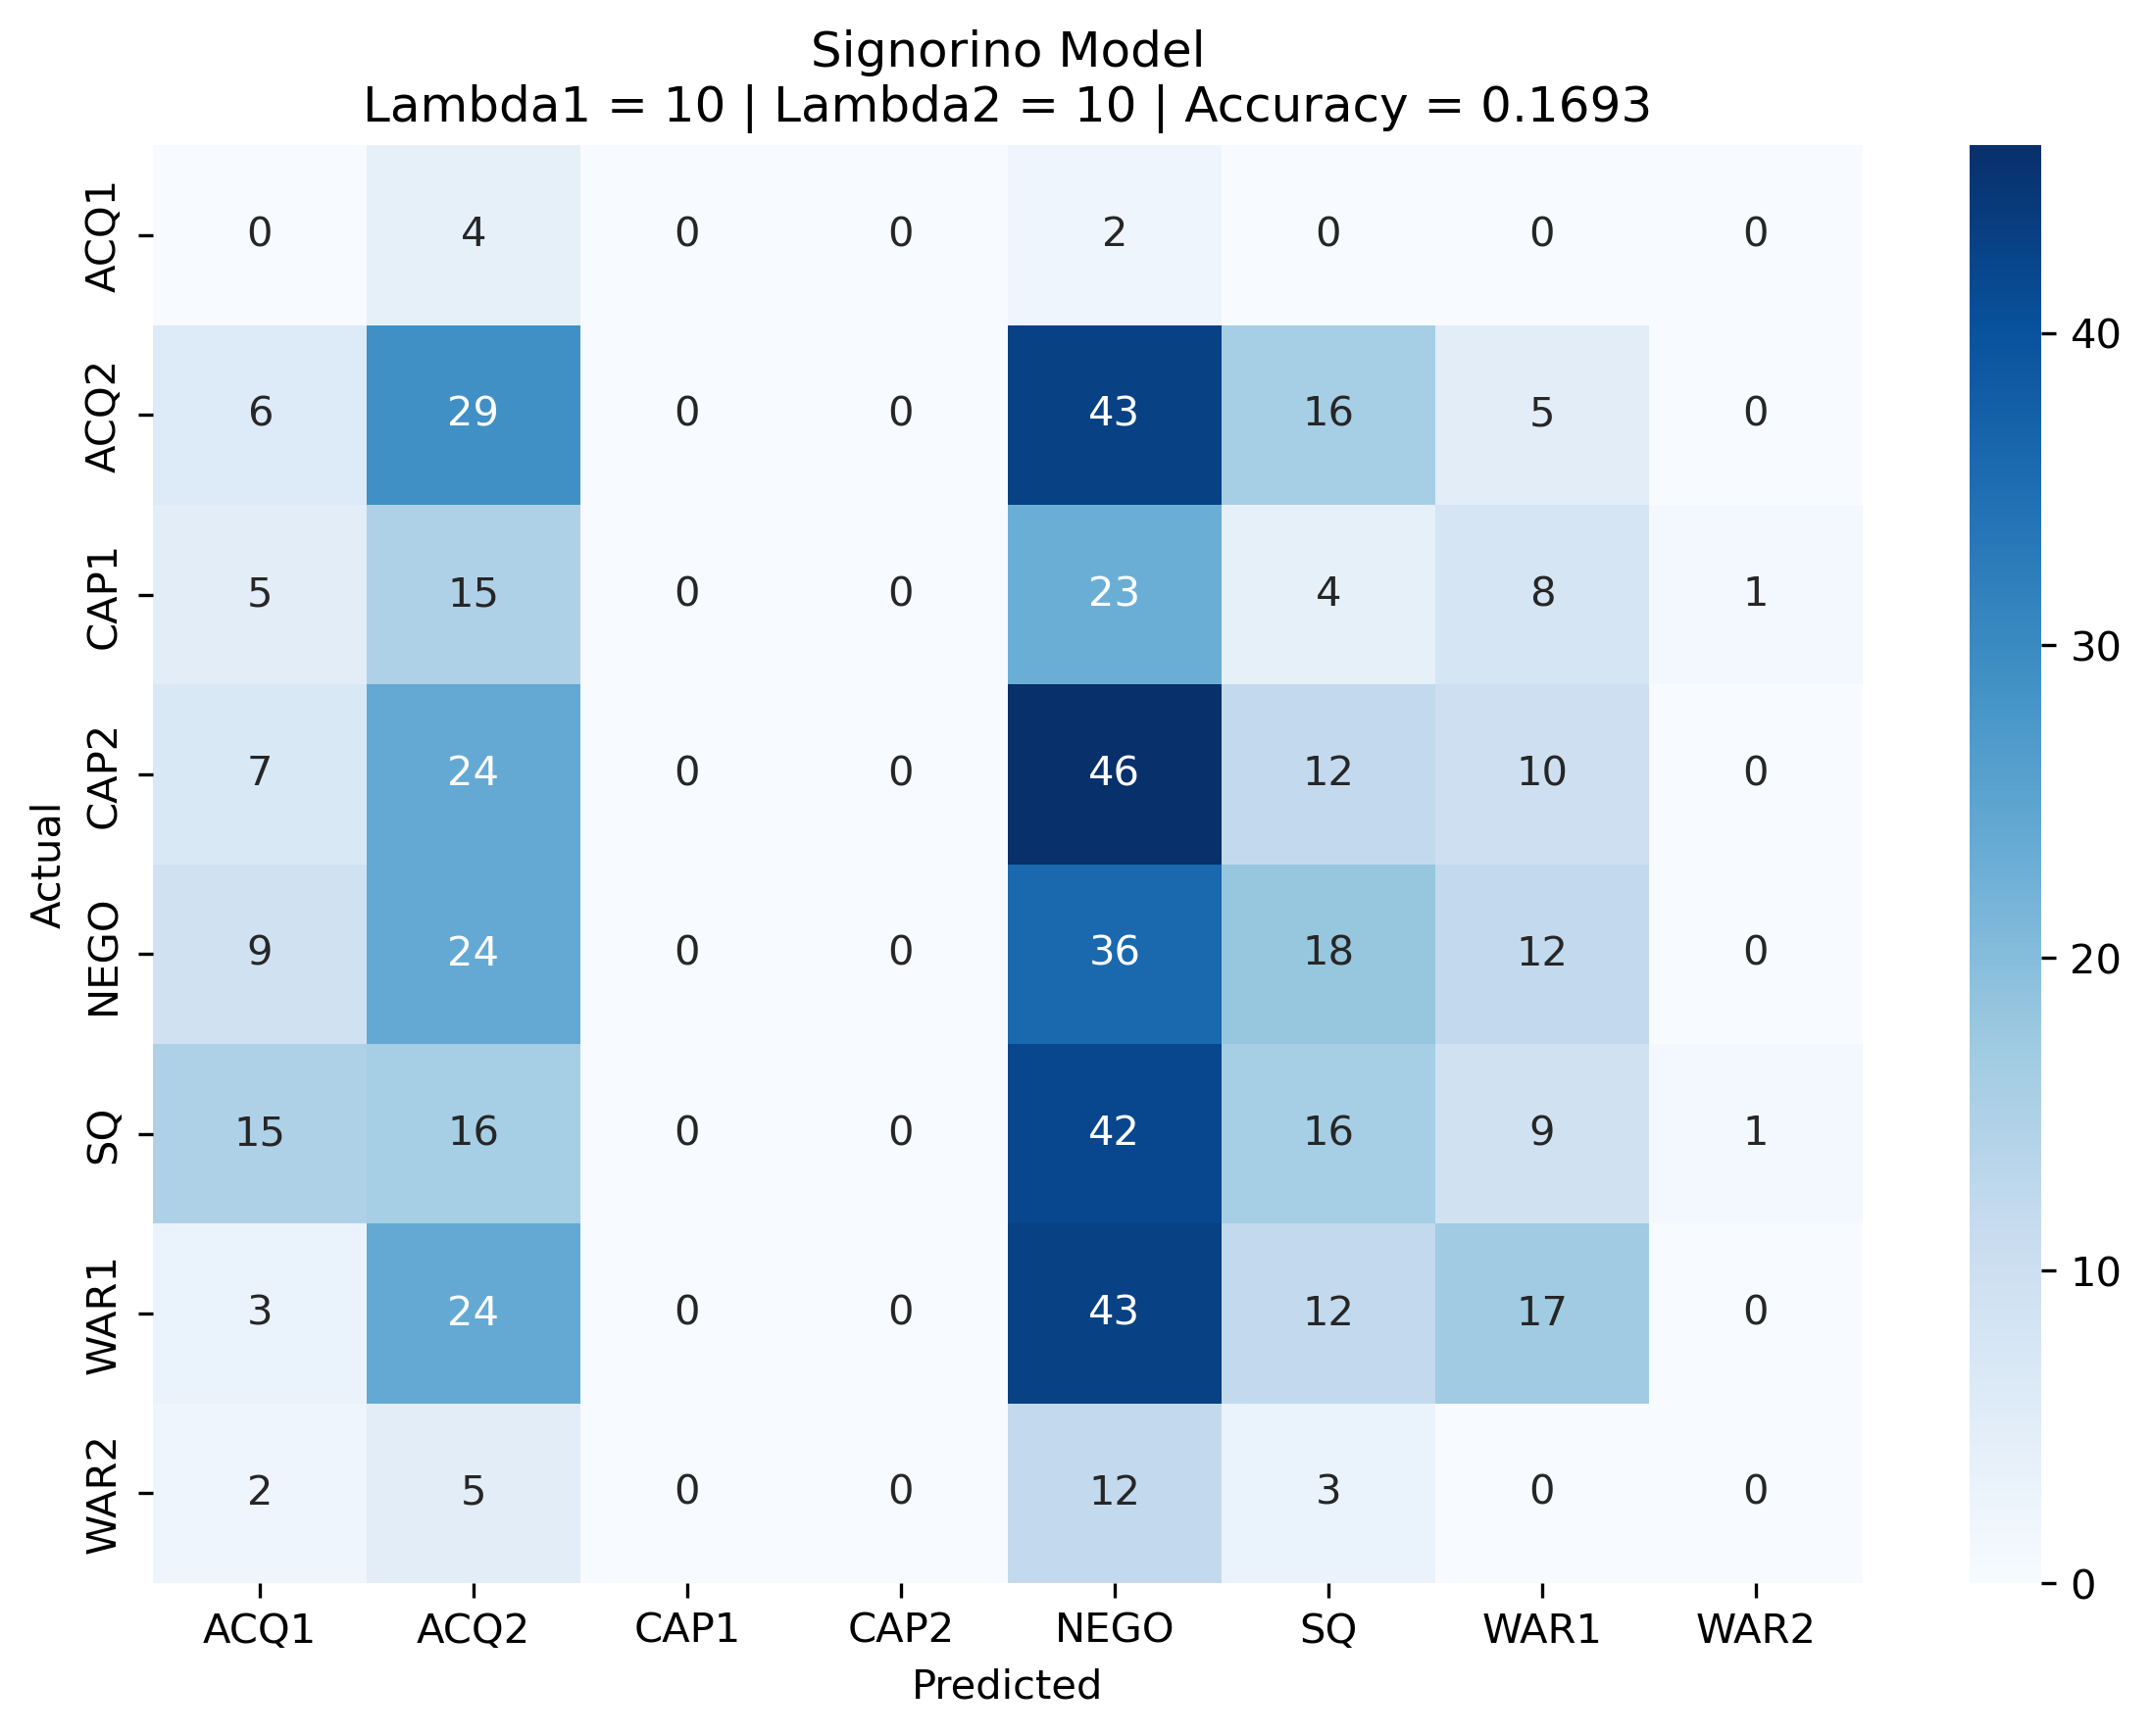 Signorino Model
Lambda1 = 10 | Lambda2 = 10 | Accuracy = 0.1693
Actual
ACQ1 0 4 0 0 2 0 0 0
ACQ2 6 29 0 0 43 16 5 0
CAP1 5 15 0 0 23 4 8 1
CAP2 7 24 0 0 46 12 10 0
NEGO 9 24 0 0 36 18 12 0
SQ 15 16 0 0 42 16 9 1
WAR1 3 24 0 0 43 12 17 0
WAR2 2 5 0 0 12 3 0 0
ACQ1 ACQ2 CAP1 CAP2 NEGO SQ WAR1 WAR2
Predicted
40
30
20
10
0